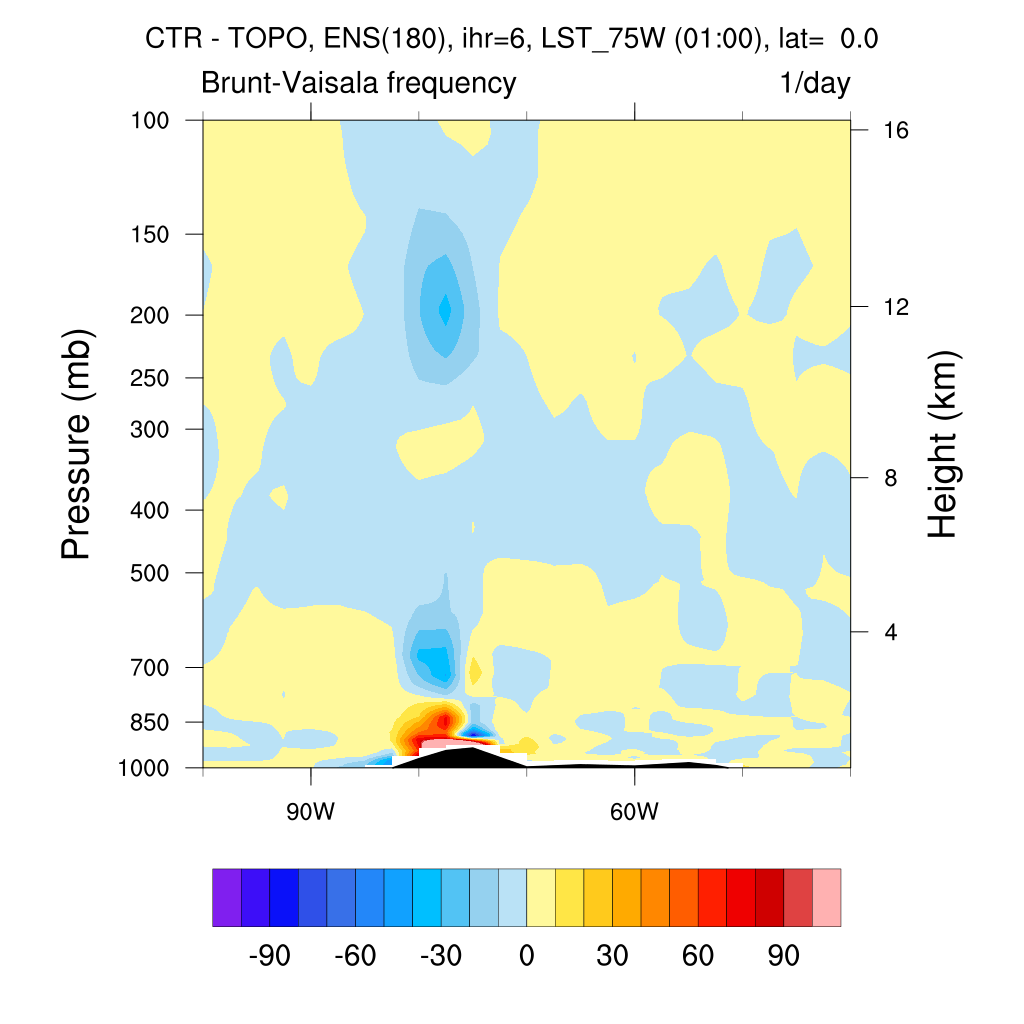 CTR - TOPO, ENS(180), ihr=6, LST_75W (01:00), lat=  0.0
Brunt-Vaisala frequency 1/day
100
150
200
250
300
400
500
700
850
1000
Pressure (mb)
16
12
8
4
Height (km)
90W 60W
-90 -60 -30 0 30 60 90